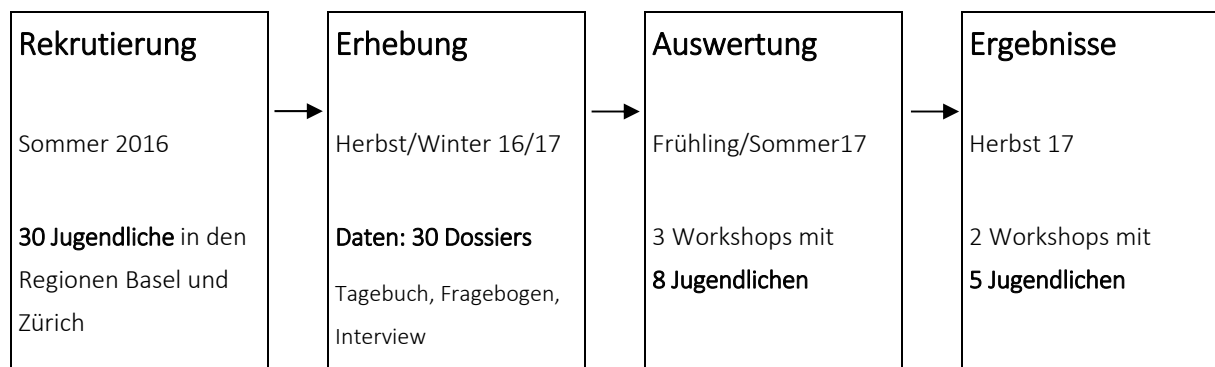 Rekrutierung
Sommer 2016
30 Jugendliche in den
Regionen Basel und
Zürich
Erhebung
Herbst/Winter 16/17
Daten: 30 Dossiers
Tagebuch, Fragebogen,
Interview
Auswertung
Frühling/Sommer17
3 Workshops mit
8 Jugendlichen
Ergebnisse
Herbst 17
2 Workshops mit
5 Jugendlichen